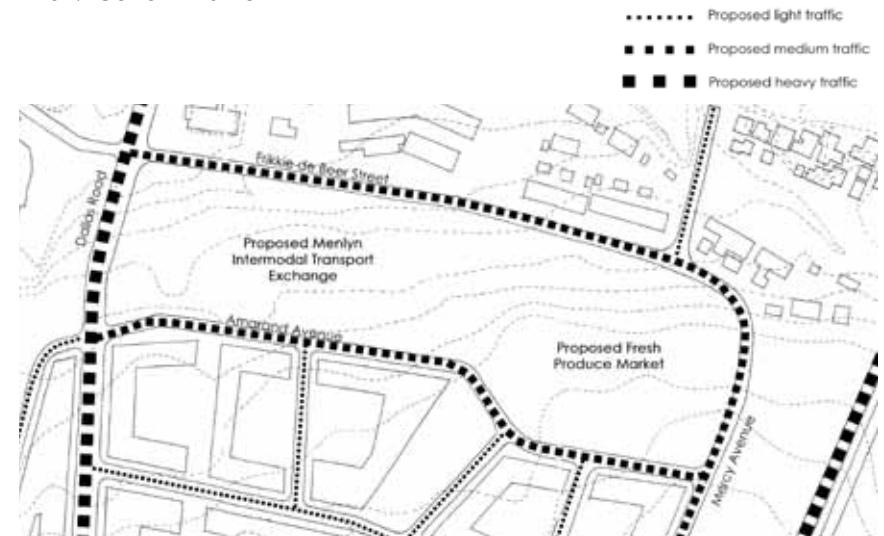 Proposed light traffic
Proposed medium traffic
Proposed heavy traffic
Frikkie de Beer Street
Dallas Road
Proposed Menlyn
Intermodal Transport
Exchange
Amarand Avenue
Proposed Fresh
Produce Market
Mercy Avenue